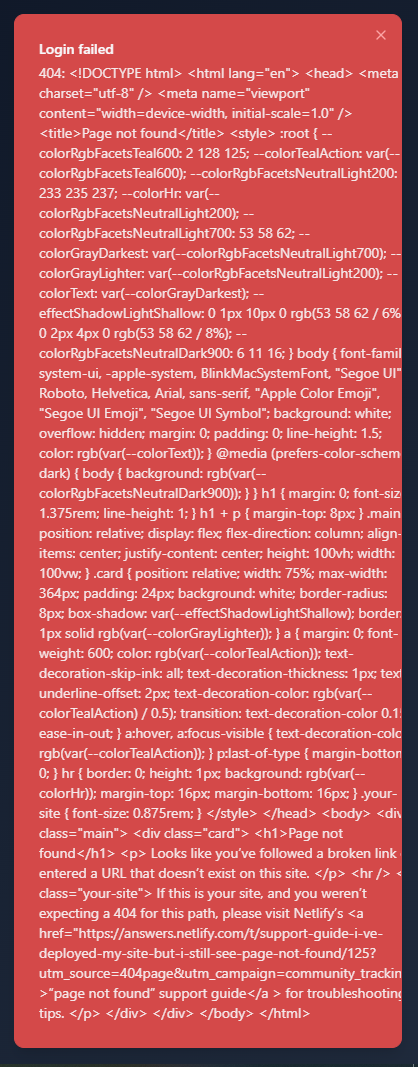 Login failed
404: <!DOCTYPE html> <html lang="en"> <head> <meta
charset="utf-8" /> <meta name="viewport"
content="width=device-width, initial-scale=1.0" />
<title>Page not found</title> <style> :root { --
colorRgbFacetsTeal600: 2 128 125; --colorTealAction: var(--
colorRgbFacetsTeal600); --colorRgbFacetsNeutralLight200:
233 235 237; --colorHr: var(--
colorRgbFacetsNeutralLight200); --
colorRgbFacetsNeutralLight700: 53 58 62; --
colorGrayDarkest: var(--colorRgbFacetsNeutralLight700); --
colorGrayLighter: var(--colorRgbFacetsNeutralLight200); --
colorText: var(--colorGrayDarkest); --
effectShadowLightShallow: 0 1px 10px 0 rgb(53 58 62 / 6%
0 2px 4px 0 rgb(53 58 62 / 8%); --
colorRgbFacetsNeutralDark900: 6 11 16; } body { font-famil
system-ui, -apple-system, BlinkMacSystemFont, "Segoe UI"
Roboto, Helvetica, Arial, sans-serif, "Apple Color Emoji",
"Segoe UI Emoji", "Segoe UI Symbol"; background: white;
overflow: hidden; margin: 0; padding: 0; line-height: 1.5;
color: rgb(var(--colorText)); } @media (prefers-color-schem
dark) { body { background: rgb(var(--
colorRgbFacetsNeutralDark900)); } } h1 { margin: 0; font-siz
1.375rem; line-height: 1; } h1 + p { margin-top: 8px; } .main
position: relative; display: flex; flex-direction: column; align-
items: center; justify-content: center; height: 100vh; width:
100vw; } .card { position: relative; width: 75%; max-width:
364px; padding: 24px; background: white; border-radius:
8px; box-shadow: var(--effectShadowLightShallow); border:
1px solid rgb(var(--colorGrayLighter)); } a { margin: 0; font-
weight: 600; color: rgb(var(--colorTealAction)); text-
decoration-skip-ink: all; text-decoration-thickness: 1px; text
underline-offset: 2px; text-decoration-color: rgb(var(--
colorTealAction) / 0.5); transition: text-decoration-color 0.15
ease-in-out; } a:hover, a:focus-visible { text-decoration-colo
rgb(var(--colorTealAction)); } p:last-of-type { margin-bottom
0; } hr { border: 0; height: 1px; background: rgb(var(--
colorHr)); margin-top: 16px; margin-bottom: 16px; } .your-
site { font-size: 0.875rem; } </style> </head> <body> <div
class="main"> <div class="card"> <h1>Page not
found</h1> <p> Looks like you’ve followed a broken link
entered a URL that doesn’t exist on this site. </p> <hr /> <
class="your-site"> If this is your site, and you weren’t
expecting a 404 for this path, please visit Netlify’s <a
href="https://answers.netlify.com/t/support-guide-i-ve-
deployed-my-site-but-i-still-see-page-not-found/125?
utm_source=404page&utm_campaign=community_trackin
>“page not found” support guide</a > for troubleshooting
tips. </p> </div> </div> </body> </html>